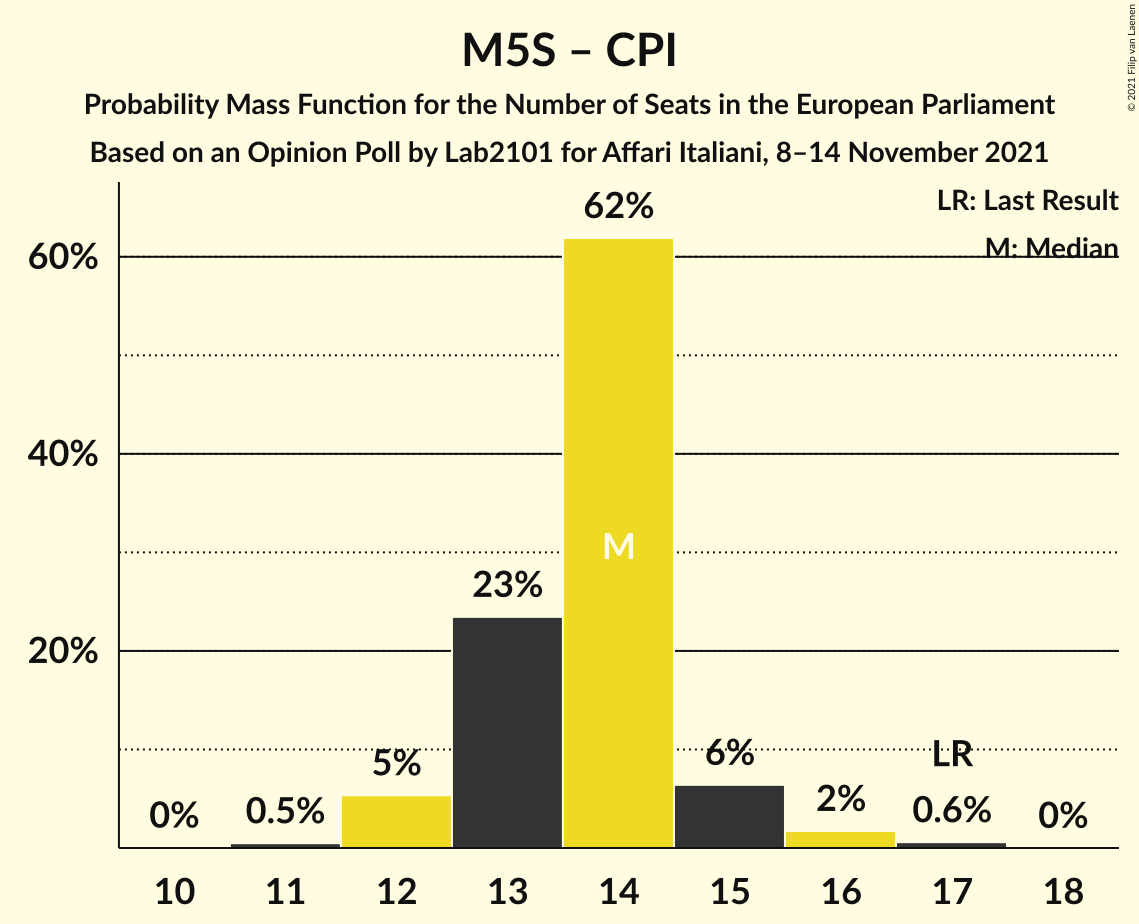 M5S – CPI
Probability Mass Function for the Number of Seats in the European Parliament
Based on an Opinion Poll by Lab2101 for Affari Italiani, 8–14 November 2021
© 2021 Filip van Laenen
LR: Last Result
M: Median
62%
60%
40%
M
23%
20%
5%
6%
LR
0%
0.5%
2%
0.6%
0%
10 11 12 13 14 15 16 17 18